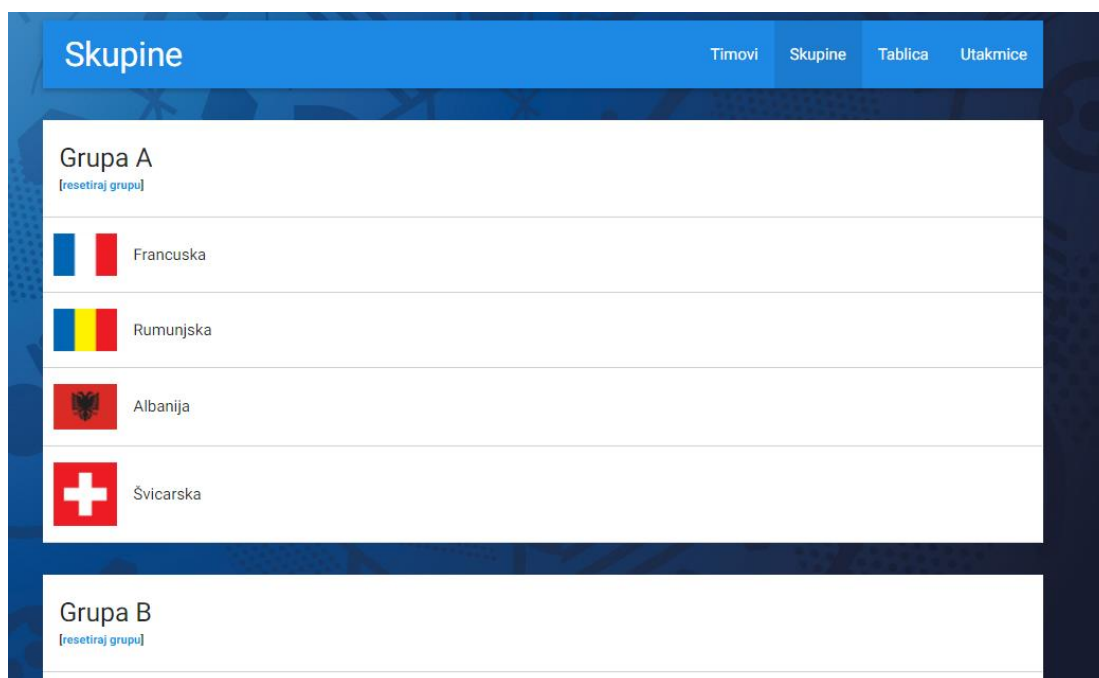 Skupine
Timovi Skupine Tablica Utakmice
Grupa A
[resetiraj grupu]
Francuska
Rumunjska
Albanija
Švicarska
Grupa B
[resetiraj grupu]